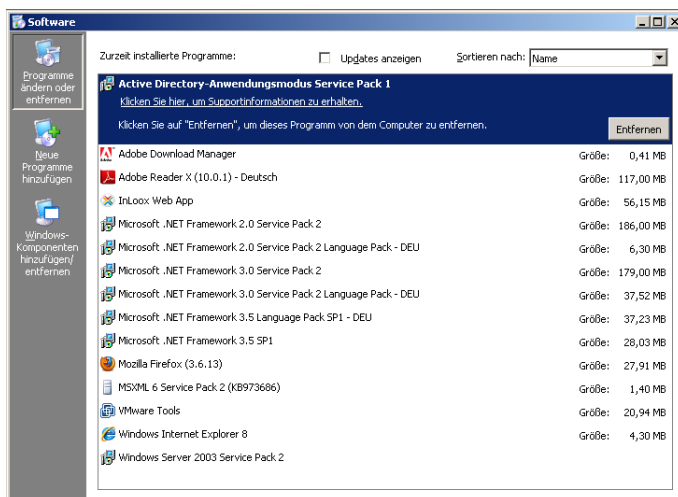 Software
Zurzeit installierte Programme:
Updates anzeigen
Sortieren nach: Name
Programme
ändern oder
entfernen
Neue
Programme
hinzufügen
Windows-
Komponenten
hinzufügen/
entfernen
Active Directory-Anwendungsmodus Service Pack 1
Klicken Sie hier, um Supportinformationen zu erhalten.
Klicken Sie auf "Entfernen", um dieses Programm von dem Computer zu entfernen.
Entfernen
Adobe Download Manager Größe: 0,41 MB
Adobe Reader X (10.0.1) - Deutsch Größe: 117,00 MB
InLoox Web App Größe: 56,15 MB
Microsoft .NET Framework 2.0 Service Pack 2 Größe: 186,00 MB
Microsoft .NET Framework 2.0 Service Pack 2 Language Pack - DEU Größe: 6,30 MB
Microsoft .NET Framework 3.0 Service Pack 2 Größe: 179,00 MB
Microsoft .NET Framework 3.0 Service Pack 2 Language Pack - DEU Größe: 37,52 MB
Microsoft .NET Framework 3.5 Language Pack SP1 - DEU Größe: 37,23 MB
Microsoft .NET Framework 3.5 SP1 Größe: 28,03 MB
Mozilla Firefox (3.6.13) Größe: 27,91 MB
MSXML 6 Service Pack 2 (KB973686) Größe: 1,40 MB
VMware Tools Größe: 20,94 MB
Windows Internet Explorer 8 Größe: 4,30 MB
Windows Server 2003 Service Pack 2